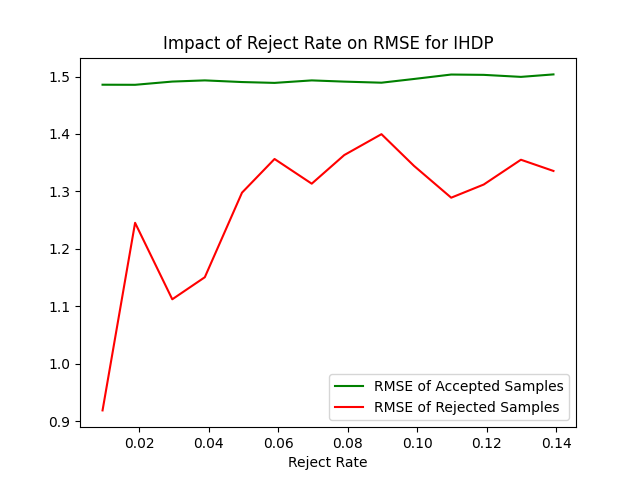 Impact of Reject Rate on RMSE for IHDP
1.5
1.4
1.3
1.2
1.1
1.0
0.9
RMSE of Accepted Samples
RMSE of Rejected Samples
0.02 0.04 0.06 0.08 0.10 0.12 0.14
Reject Rate